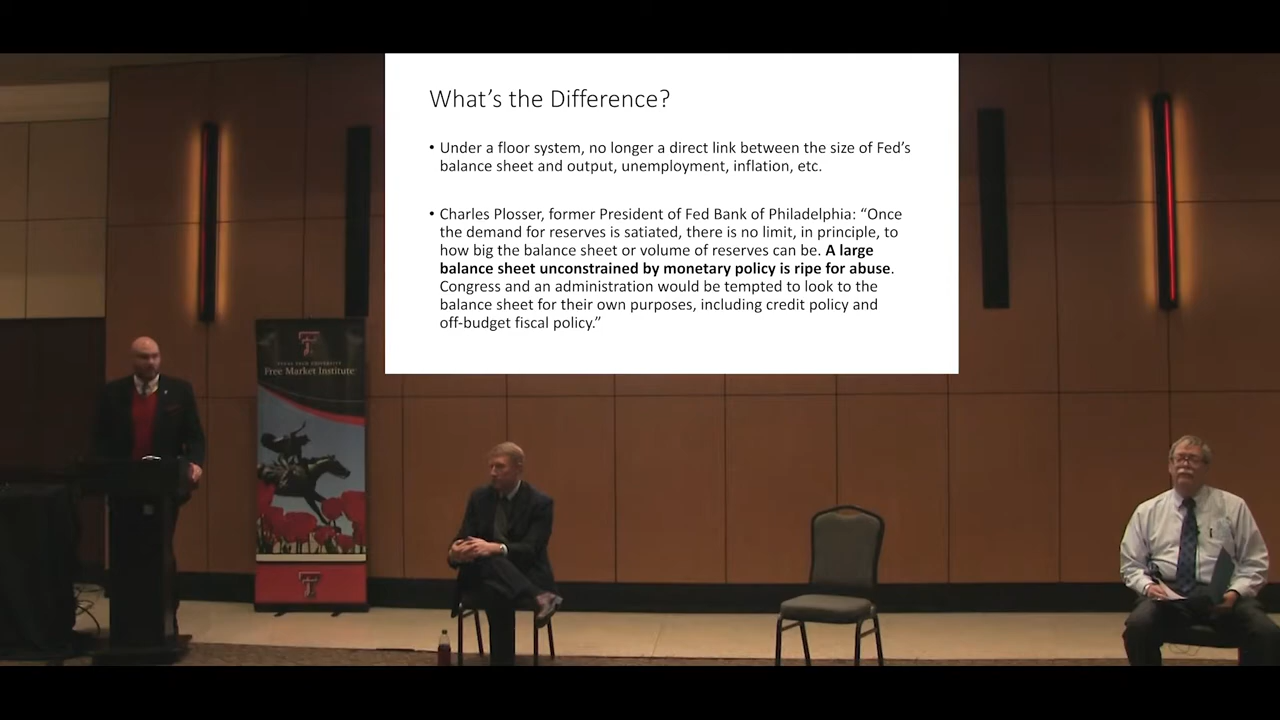 What's the Difference?
• Under a floor system, no longer a direct link between the size of Fed's
balance sheet and output, unemployment, inflation, etc.
• Charles Plosser, former President of Fed Bank of Philadelphia: “Once
the demand for reserves is satiated, there is no limit, in principle, to
how big the balance sheet or volume of reserves can be. A large
balance sheet unconstrained by monetary policy is ripe for abuse.
Congress and an administration would be tempted to look to the
balance sheet for their own purposes, including credit policy and
off-budget fiscal policy.”
TEXAS TECH UNIVERSITY
Free Market Institute